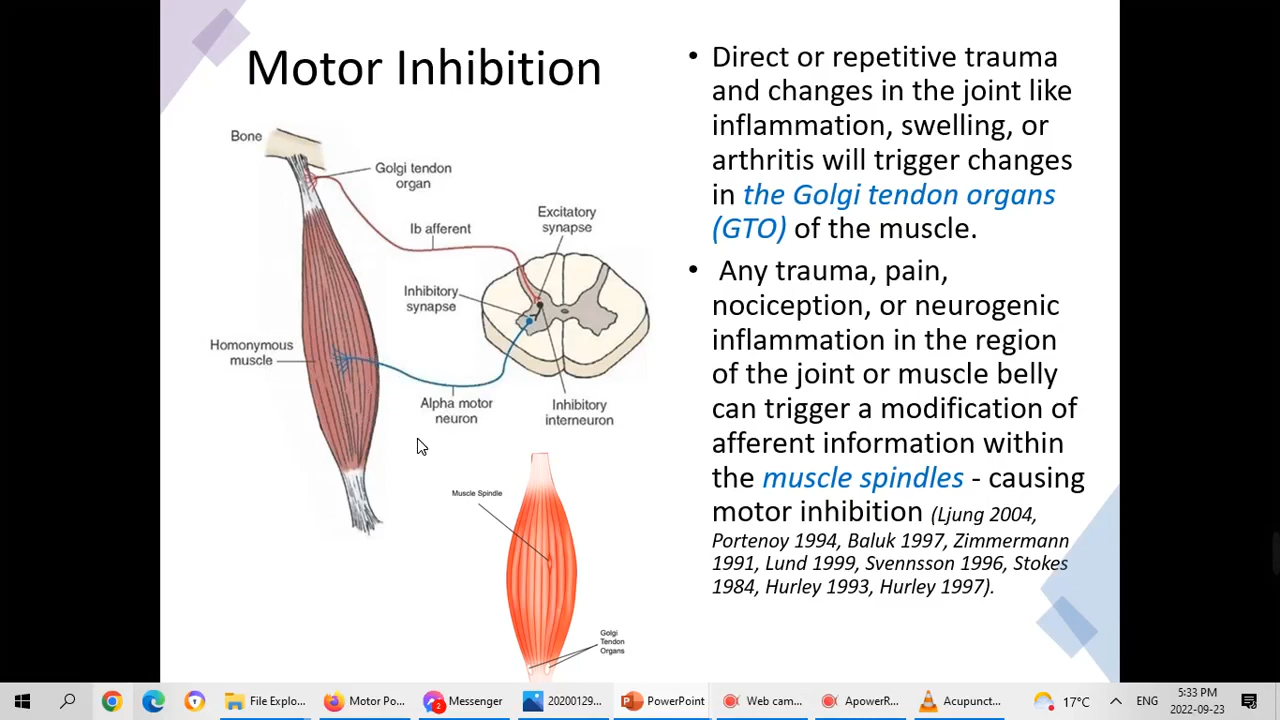 Motor Inhibition
Bone
Golgi tendon
organ
Ib afferent
Excitatory
synapse
Inhibitory
synapse
Homonymous
muscle
Alpha motor
neuron
Inhibitory
interneuron
Muscle Spindle
Golgi
Tendon
Organs
• Direct or repetitive trauma
and changes in the joint like
inflammation, swelling, or
arthritis will trigger changes
in the Golgi tendon organs
(GTO) of the muscle.
• Any trauma, pain,
nociception, or neurogenic
inflammation in the region
of the joint or muscle belly
can trigger a modification of
afferent information within
the muscle spindles - causing
motor inhibition (Ljung 2004,
Portenoy 1994, Baluk 1997, Zimmermann
1991, Lund 1999, Svennsson 1996, Stokes
1984, Hurley 1993, Hurley 1997).
File Explo... Motor Po... 2 Messenger 20200129... PowerPoint Web cam... ApowerR... Acupunct... 17°C ENG 5:33 PM
2022-09-23